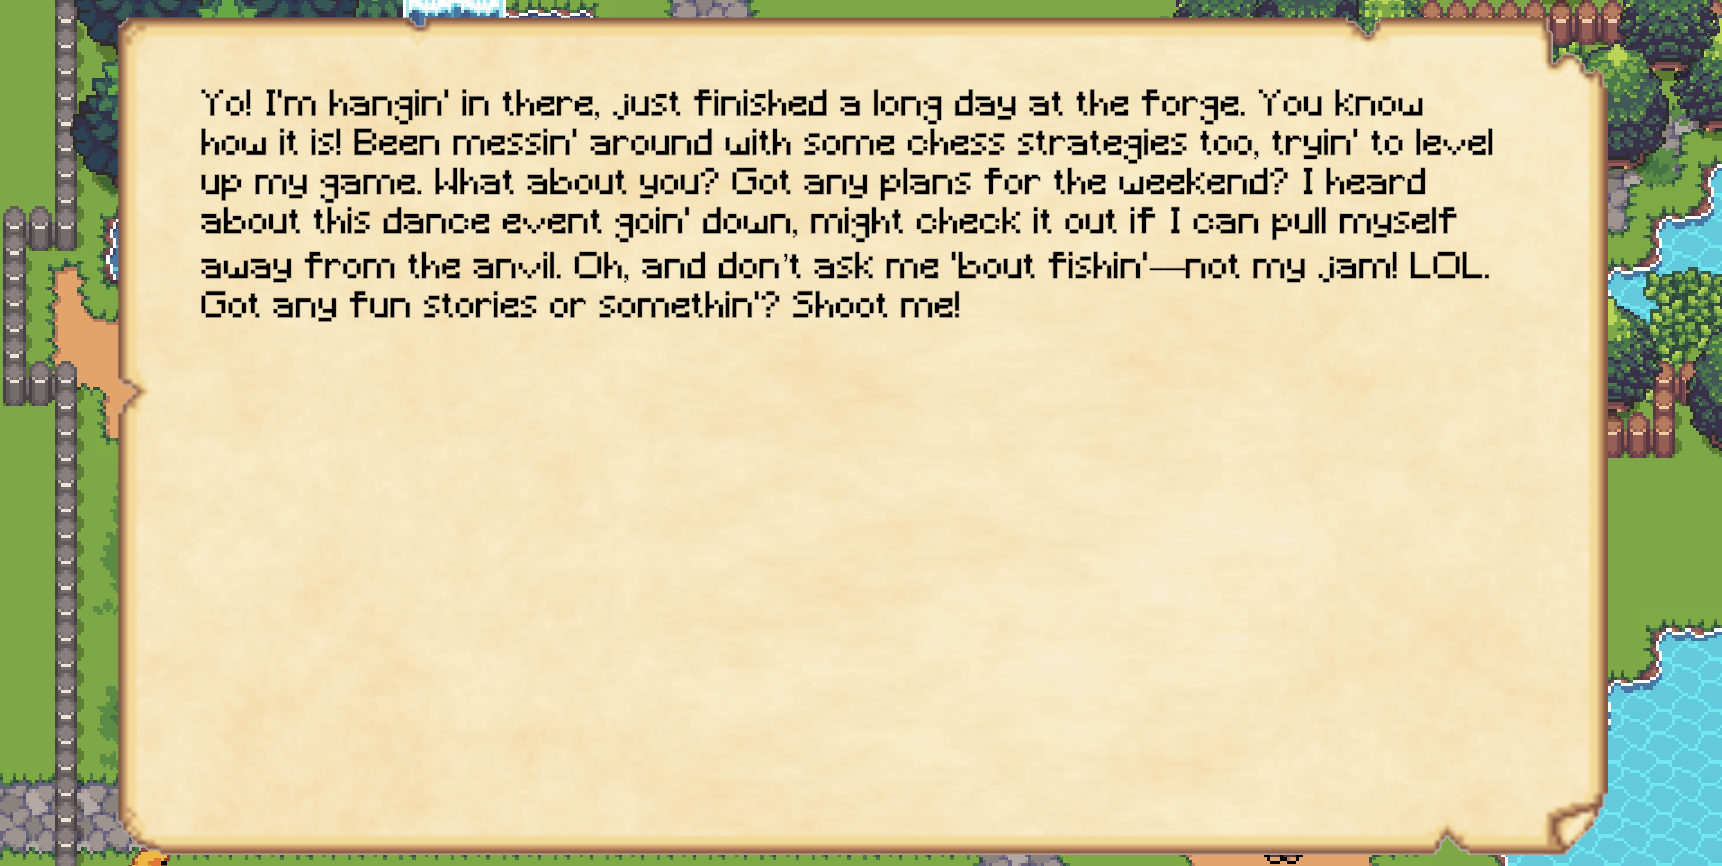 Yo! I'm hangin' in there, just finished a long day at the forge. You know
how it is! Been messin' around with some chess strategies too, tryin' to level
up my game. What about you? Got any plans for the weekend? I heard
about this dance event goin' down, might check it out if I can pull myself
away from the anvil. Oh, and don’t ask me 'bout fishin'—not my jam! LOL.
Got any fun stories or somethin'? Shoot me!